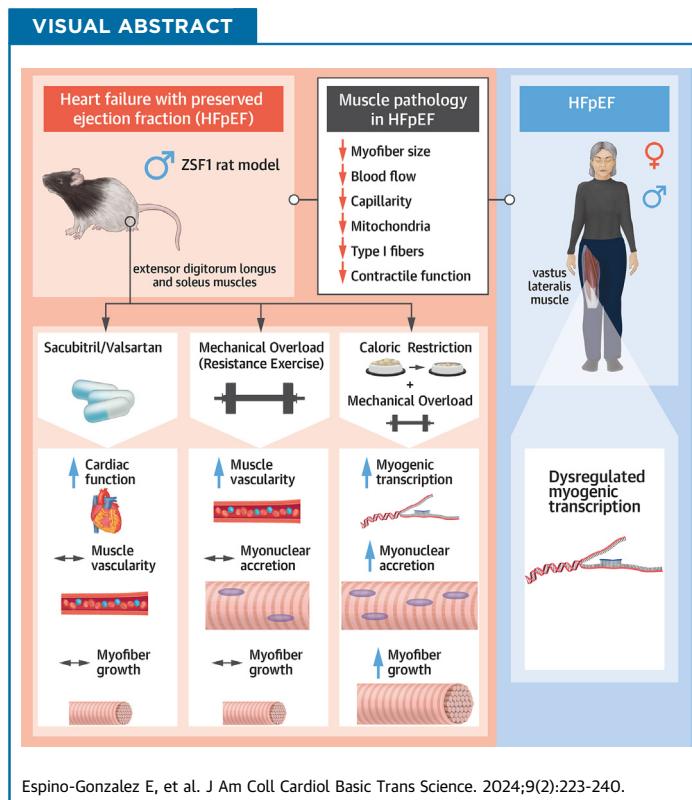 VISUAL ABSTRACT
Heart failure with preserved
ejection fraction (HFpEF)
ZSF1 rat model
extensor digitorum longus
and soleus muscles
Muscle pathology
in HFpEF
Myofiber size
Blood flow
Capillarity
Mitochondria
Type I fibers
Contractile function
HFpEF
vastus
lateralis
muscle
Sacubitril/Valsartan
Mechanical Overload
(Resistance Exercise)
Caloric Restriction
+
Mechanical Overload
Cardiac
function
Muscle
vascularity
Myofiber
growth
Muscle
vascularity
Myonuclear
accretion
Myofiber
growth
Myogenic
transcription
Myonuclear
accretion
Myofiber
growth
Dysregulated
myogenic
transcription
Espino-Gonzalez E, et al. J Am Coll Cardiol Basic Trans Science. 2024;9(2):223-240.